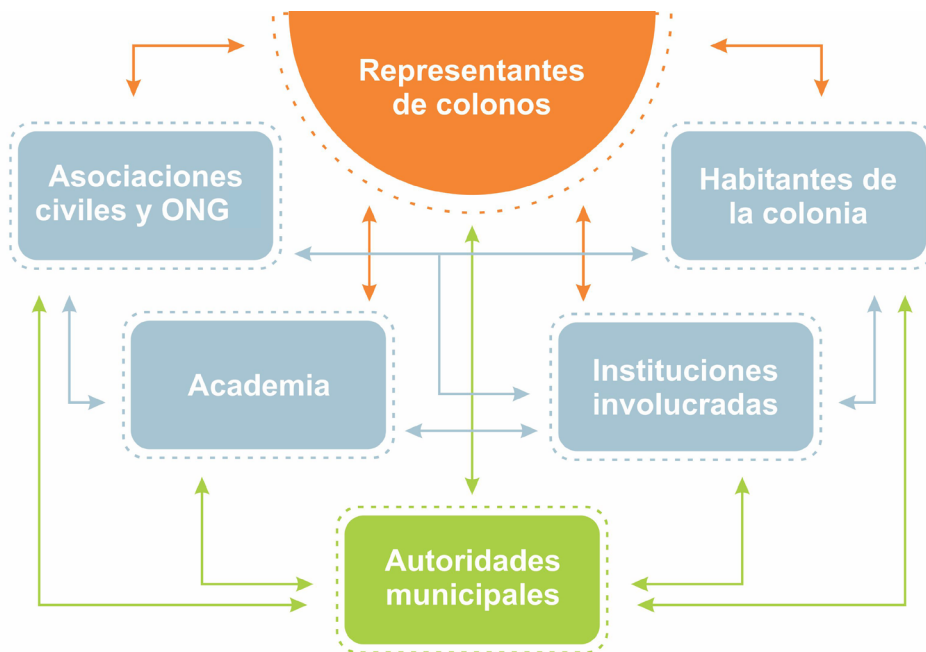 Representantes
de colonos
Asociaciones
civiles y ONG
Habitantes de
la colonia
Academia
Instituciones
involucradas
Autoridades
municipales